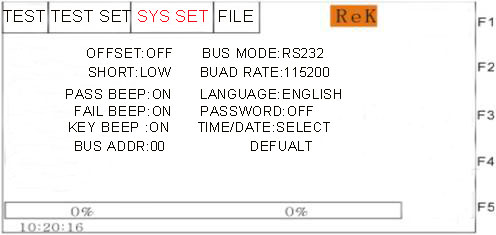 TEST TEST SET SYS SET FILE ReK F1
OFFSET:OFF BUS MODE:RS232
F2
SHORT:LOW BUAD RATE:115200
PASS BEEP:ON LANGUAGE:ENGLISH
FAIL BEEP:ON PASSWORD:OFF F3
KEY BEEP :ON TIME/DATE:SELECT
BUS ADDR:00 DEFUALT F4
0% 0% F5
10:20:16